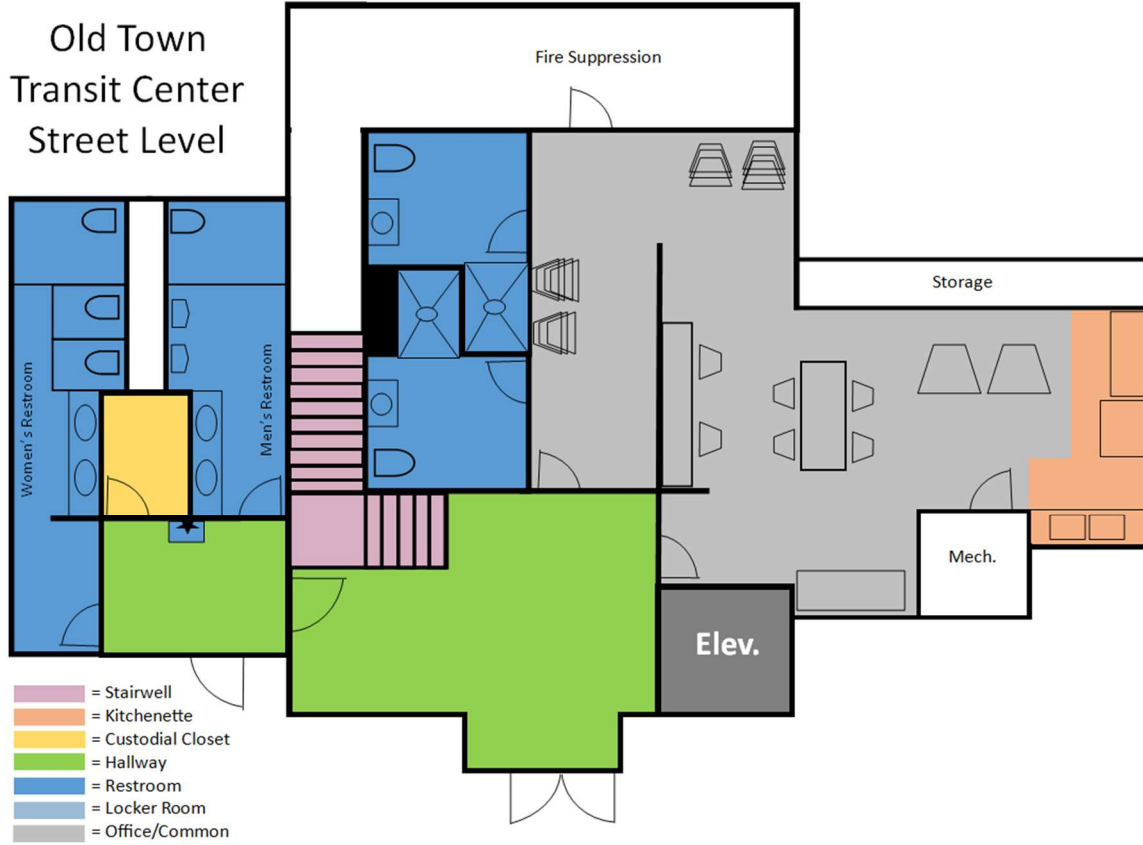 Old Town
Transit Center
Street Level
Fire Suppression
Storage
Women's Restroom
Men's Restroom
Mech.
Elev.
= Stairwell
= Kitchenette
= Custodial Closet
= Hallway
= Restroom
= Locker Room
= Office/Common